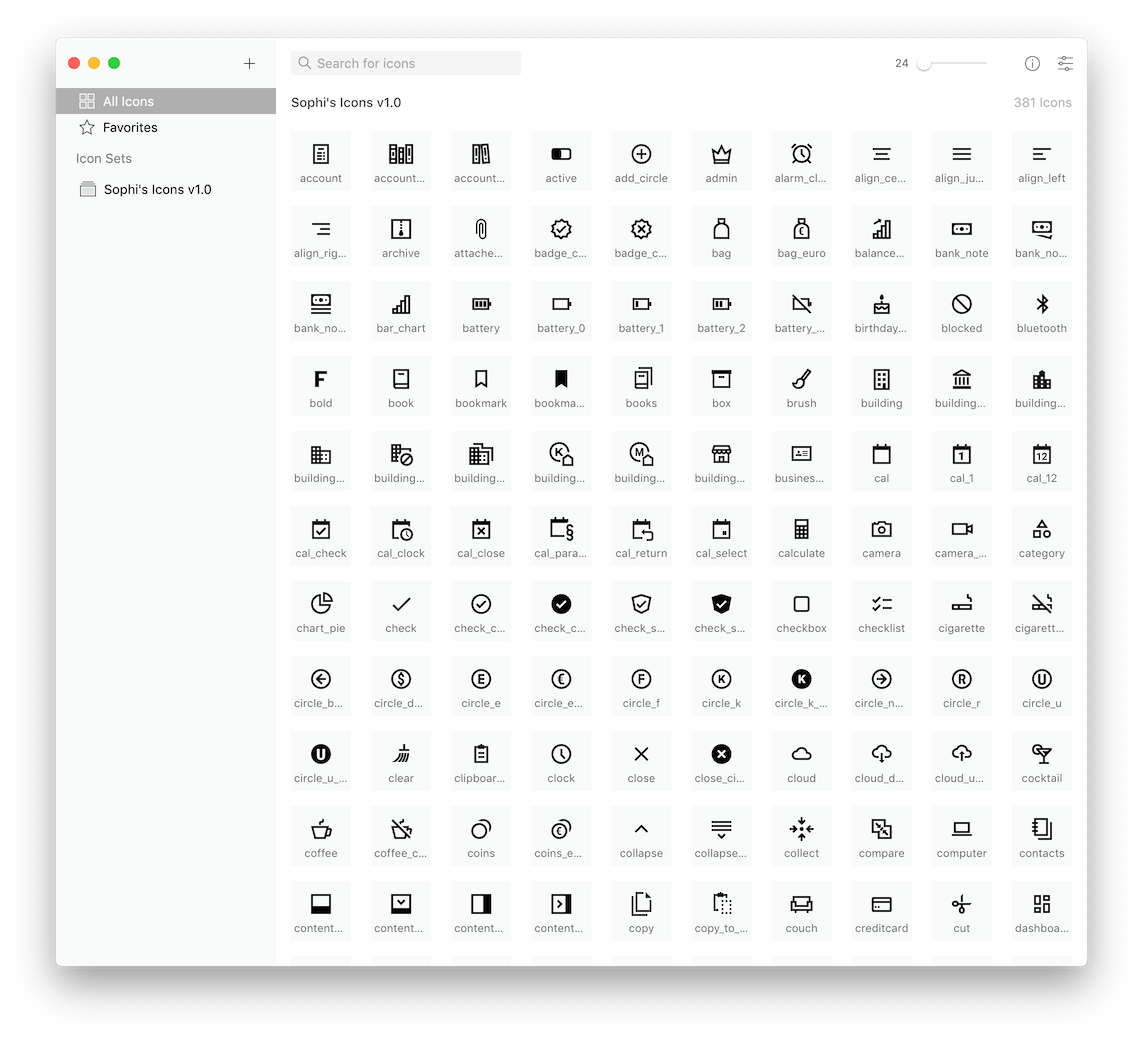 Search for icons
24
All Icons
Sophi's Icons v1.0
381 Icons
Favorites
Icon Sets
Sophi's Icons v1.0
account
account...
account...
active
add_circle
admin
alarm_cl...
align_ce...
align_ju...
align_left
align_rig...
archive
attache...
badge_c...
badge_c...
bag
bag_euro
balance...
bank_note
bank_no...
bank_no...
bar_chart
battery
battery_0
battery_1
battery_2
battery_...
birthday...
blocked
bluetooth
F
bold
book
bookmark
bookma...
books
box
brush
building
building...
building...
K
M
1
12
building...
building...
building...
building...
building...
building...
busines...
cal
cal_1
cal_12
§
cal_check
cal_clock
cal_close
cal_para...
cal_return
cal_select
calculate
camera
camera_...
category
chart_pie
check
check_c...
check_c...
check_s...
check_s...
checkbox
checklist
cigarette
cigarett...
$
E
€
F
K
K
R
U
circle_b...
circle_d...
circle_e
circle_e...
circle_f
circle_k
circle_k_...
circle_n...
circle_r
circle_u
U
circle_u_...
clear
clipboar...
clock
close
close_ci...
cloud
cloud_d...
cloud_u...
cocktail
€
coffee
coffee_c...
coins
coins_e...
collapse
collapse...
collect
compare
computer
contacts
content...
content...
content...
content...
copy
copy_to_...
couch
creditcard
cut
dashboa...